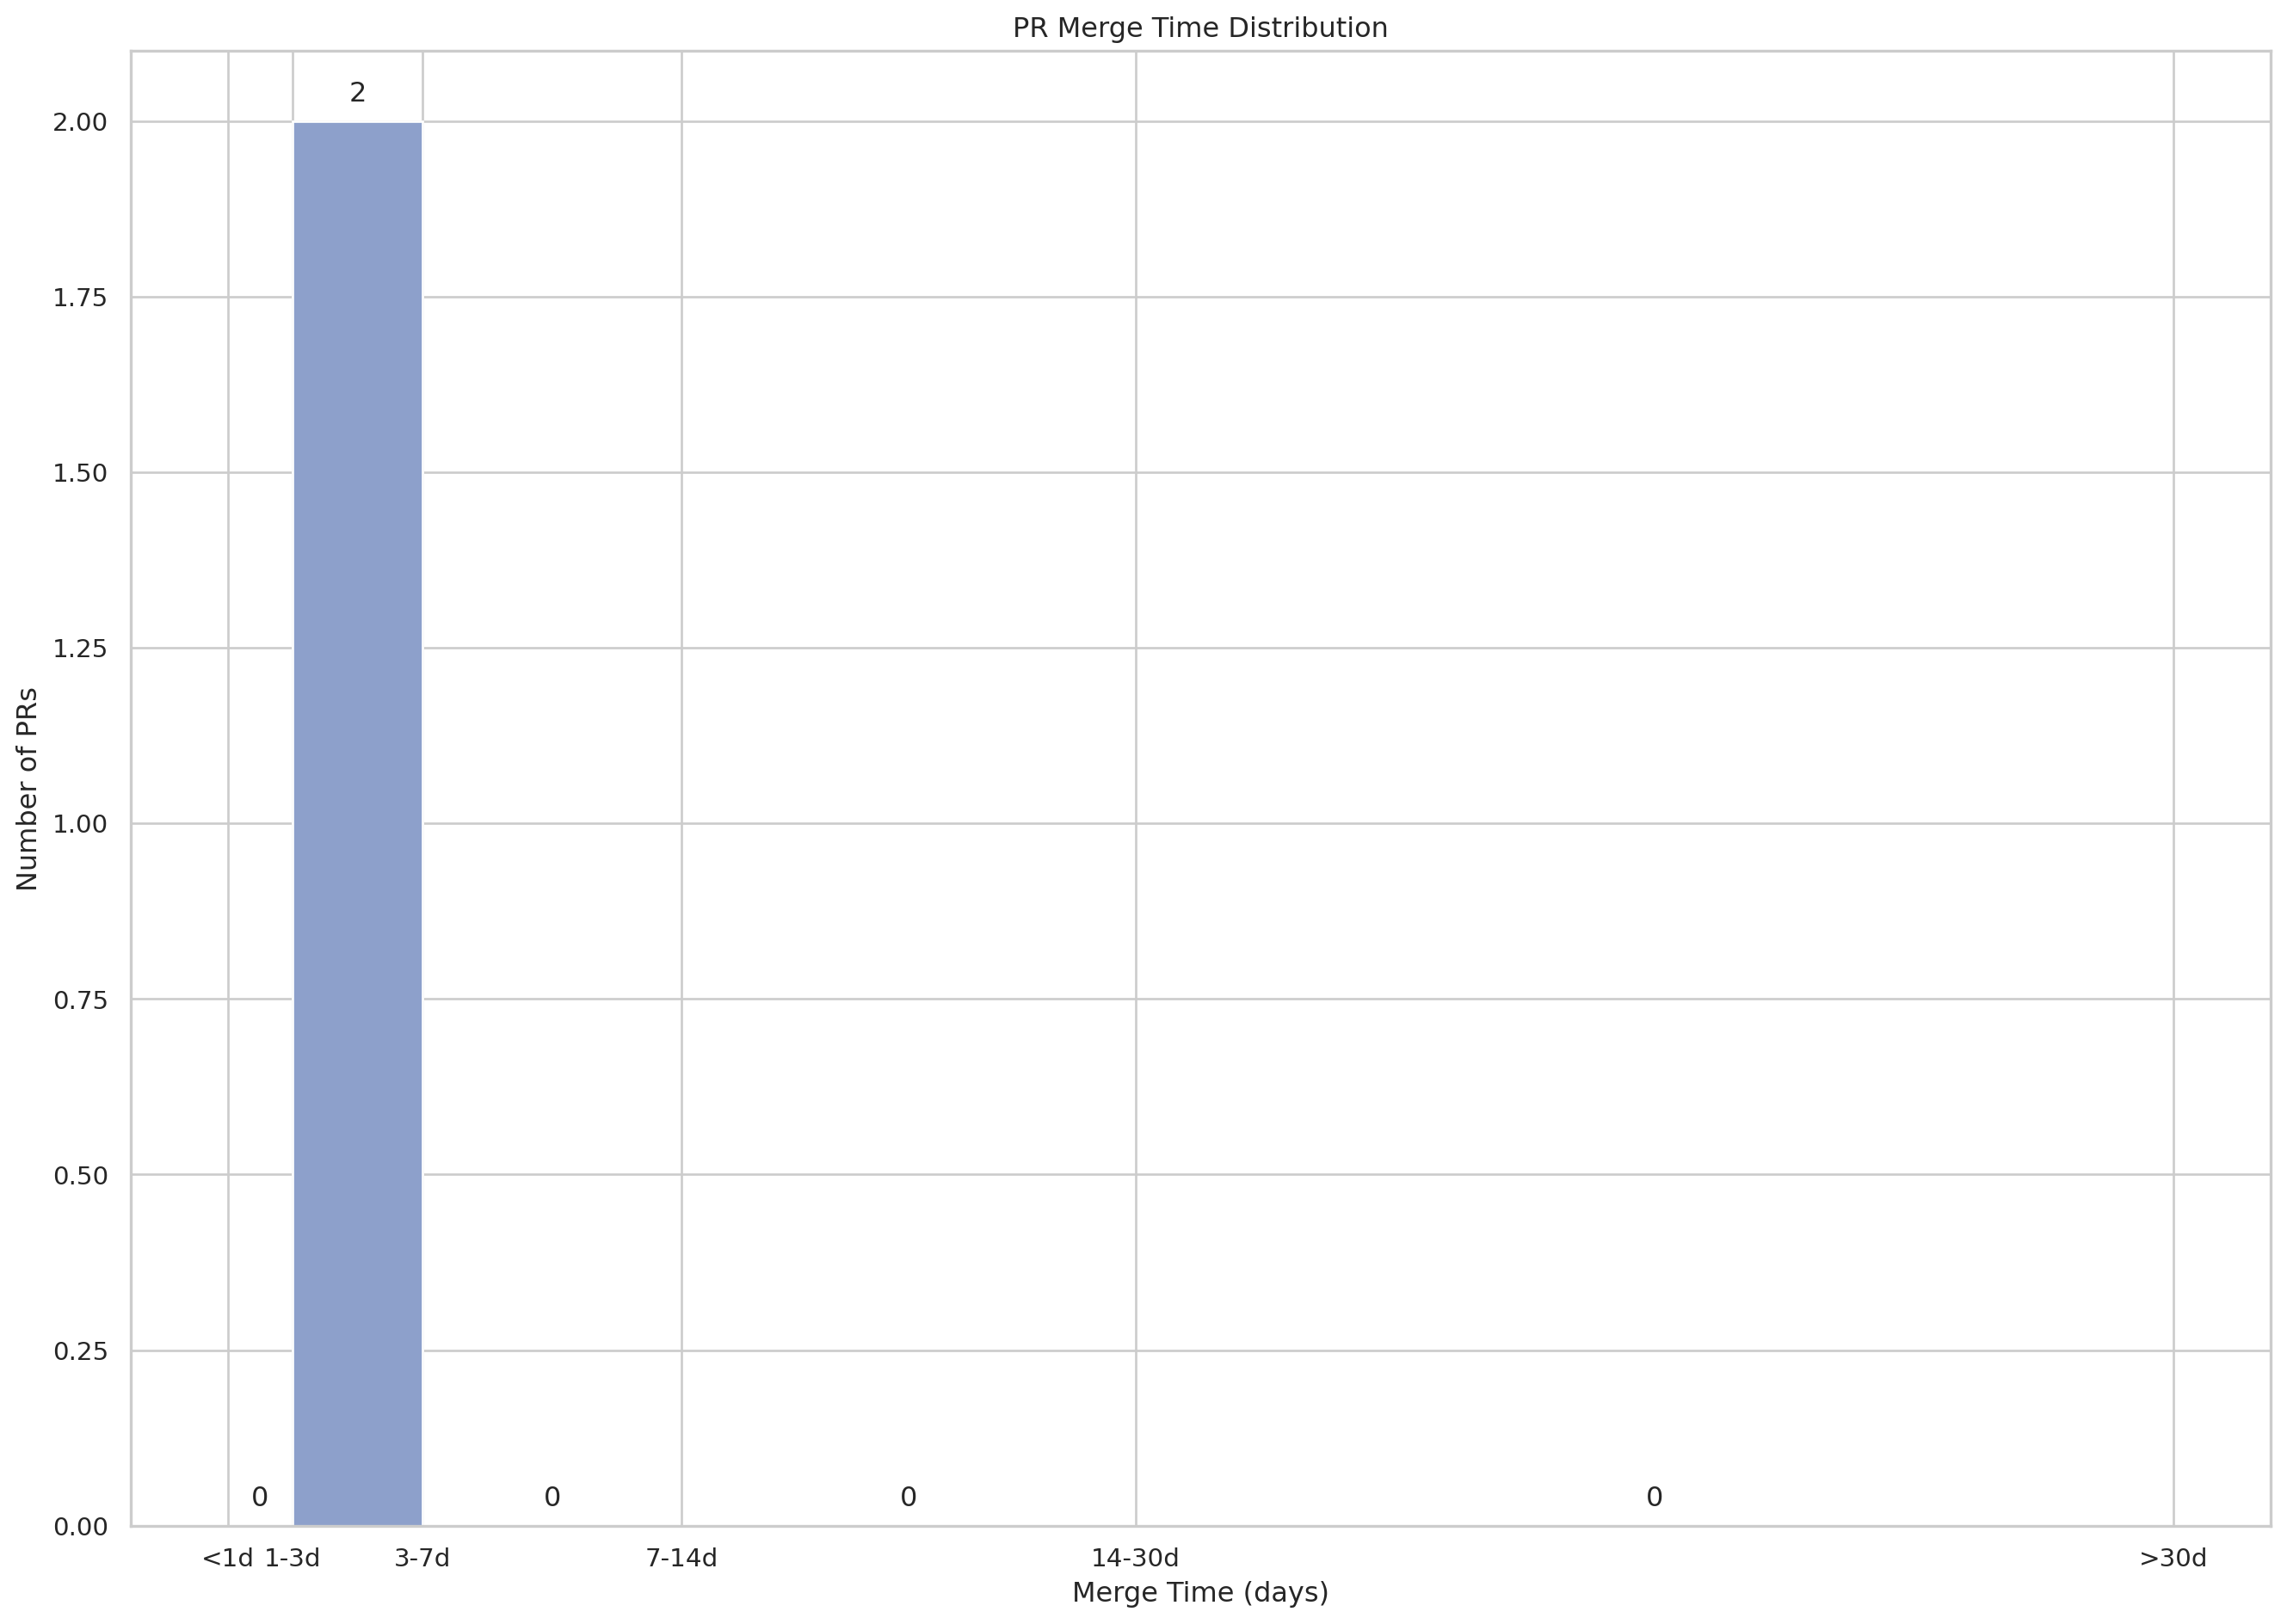 PR Merge Time Distribution
2
2.00
1.75
1.50
1.25
1.00
0.75
0.50
0.25
0.00
Number of PRs
0 0 0 0
<1d 1-3d 3-7d 7-14d 14-30d >30d
Merge Time (days)